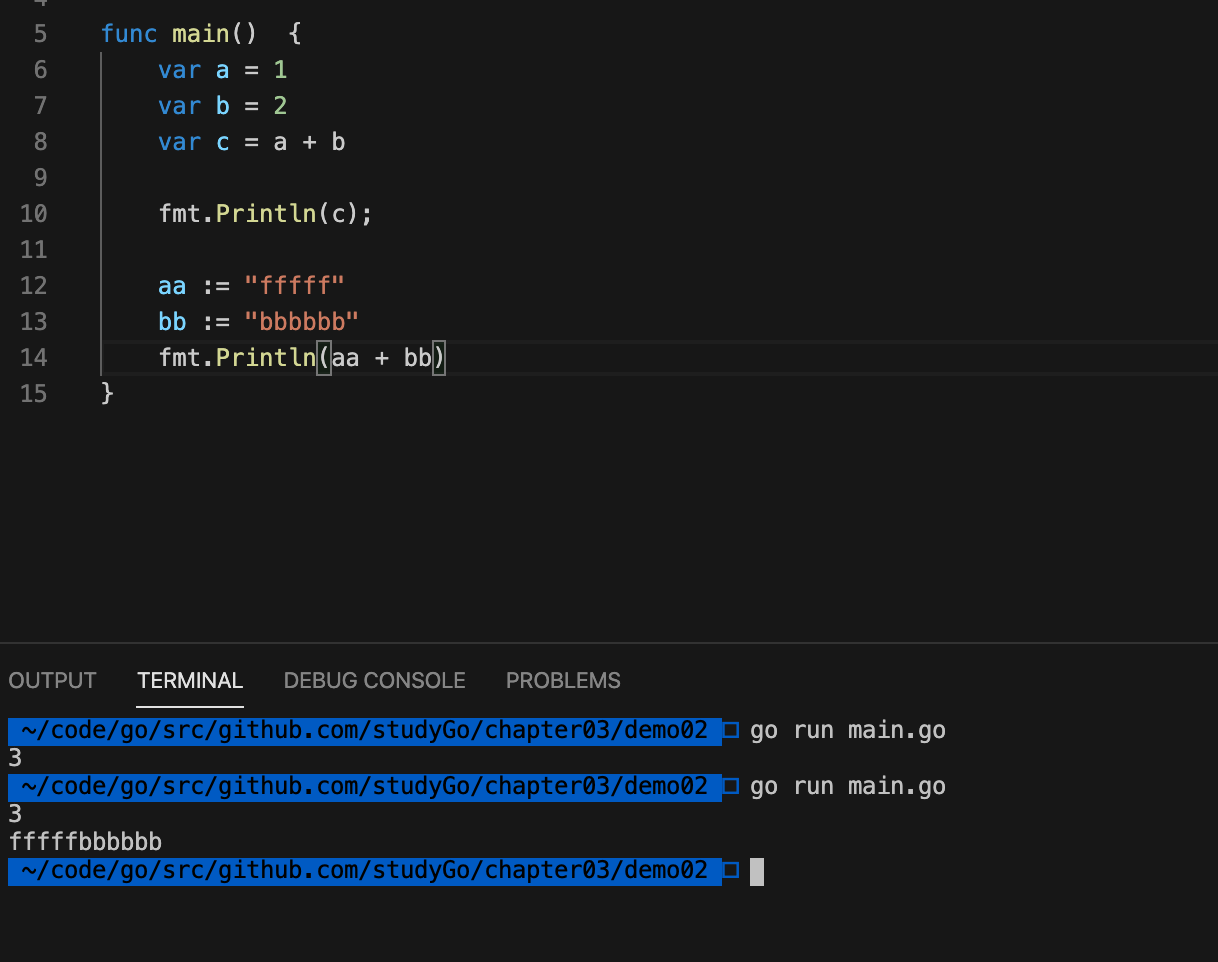 4
5 func main()  {
6 var a = 1
7 var b = 2
8 var c = a + b
9
10 fmt.Println(c);
11
12 aa := "fffff"
13 bb := "bbbbbb"
14 fmt.Println(aa + bb)
15 }
OUTPUT TERMINAL DEBUG CONSOLE PROBLEMS
~/code/go/src/github.com/studyGo/chapter03/demo02 go run main.go
3
~/code/go/src/github.com/studyGo/chapter03/demo02 go run main.go
3
fffffbbbbbb
~/code/go/src/github.com/studyGo/chapter03/demo02